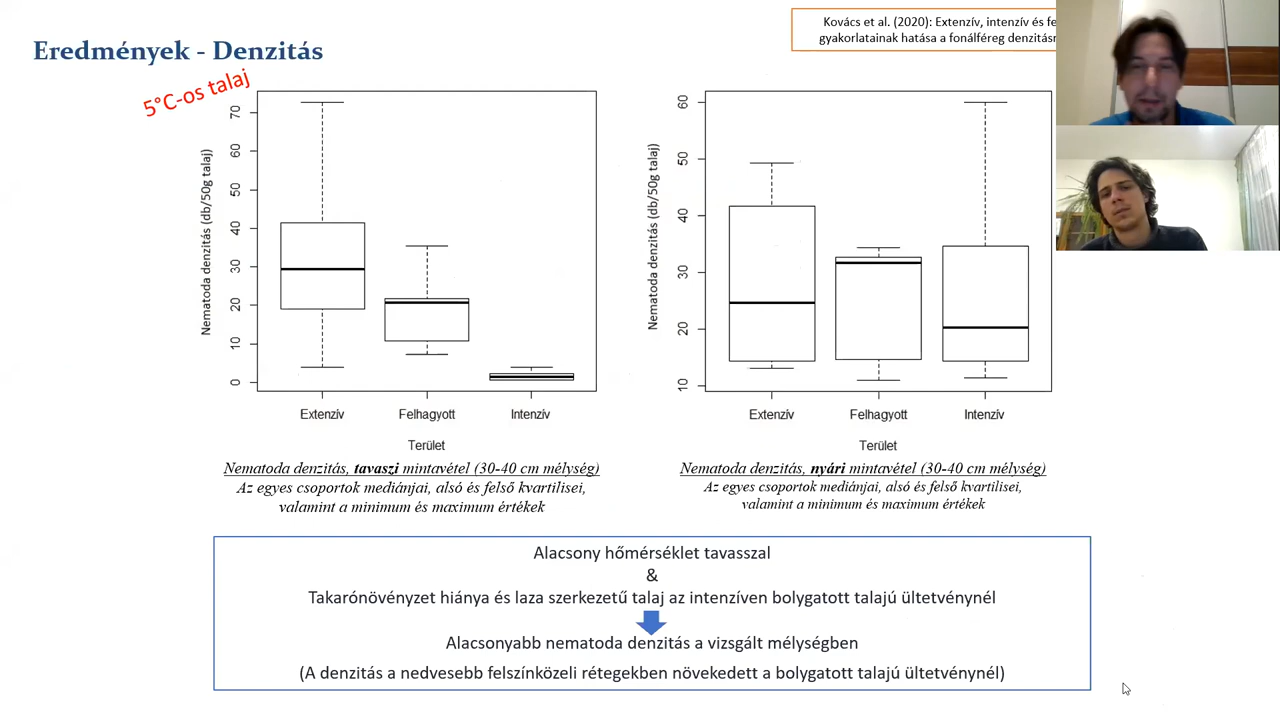 Eredmények - Denzitás
Kovács et al. (2020): Extenzív, intenzív és
gyakorlatainak hatása a fonálféreg
5°C-os talaj
Nematoda denzitás (db/50g talaj)
70
60
50
40
30
20
10
0
Extenzív Felhagyott Intenzív
Terület
Nematoda denzitás, tavaszi mintavétel (30-40 cm mélység)
Az egyes csoportok mediánjai, alsó és felső kvartilisei,
valamint a minimum és maximum értékek
Nematoda denzitás (db/50g talaj)
60
50
40
30
20
10
Extenzív Felhagyott Intenzív
Terület
Nematoda denzitás, nyári mintavétel (30-40 cm mélység)
Az egyes csoportok mediánjai, alsó és felső kvartilisei,
valamint a minimum és maximum értékek
Alacsony hőmérséklet tavasszal
&
Takarónövényzet hiánya és laza szerkezetű talaj az intenzíven bolygatott talajú ültetvénynél
Alacsonyabb nematoda denzitás a vizsgált mélységben
(A denzitás a nedvesebb felszínközeli rétegekben növekedett a bolygatott talajú ültetvénynél)